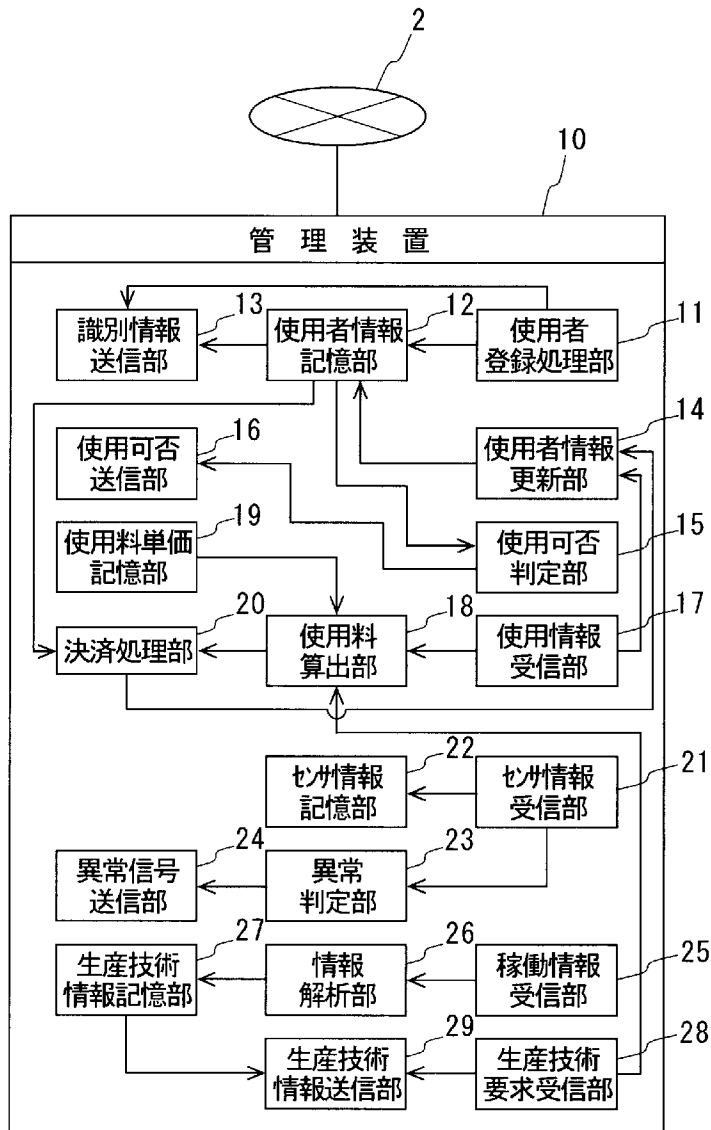 2
10
管理装置
13
12
11
識別情報
送信部
使用者情報
記憶部
使用者
登録処理部
16
14
使用可否
送信部
使用者情報
更新部
19
15
使用料単価
記憶部
使用可否
判定部
20
18
17
決済処理部
使用料
算出部
使用情報
受信部
22
21
センサ情報
記憶部
センサ情報
受信部
24
23
異常信号
送信部
異常
判定部
27
26
25
生産技術
情報記憶部
情報
解析部
稼働情報
受信部
29
28
生産技術
情報送信部
生産技術
要求受信部